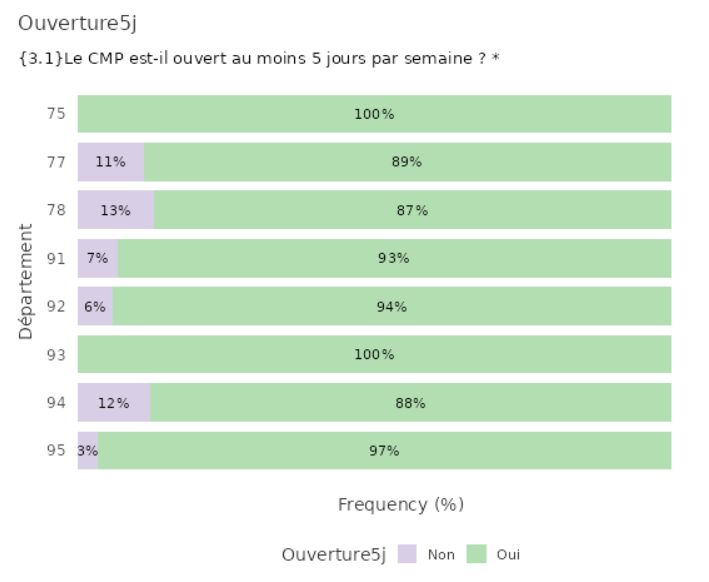 Ouverture5j
{3.1}Le CMP est-il ouvert au moins 5 jours par semaine ? *
Département
75 100%
77 11% 89%
78 13% 87%
91 7% 93%
92 6% 94%
93 100%
94 12% 88%
95 3% 97%
Frequency (%)
Ouverture5j Non Oui